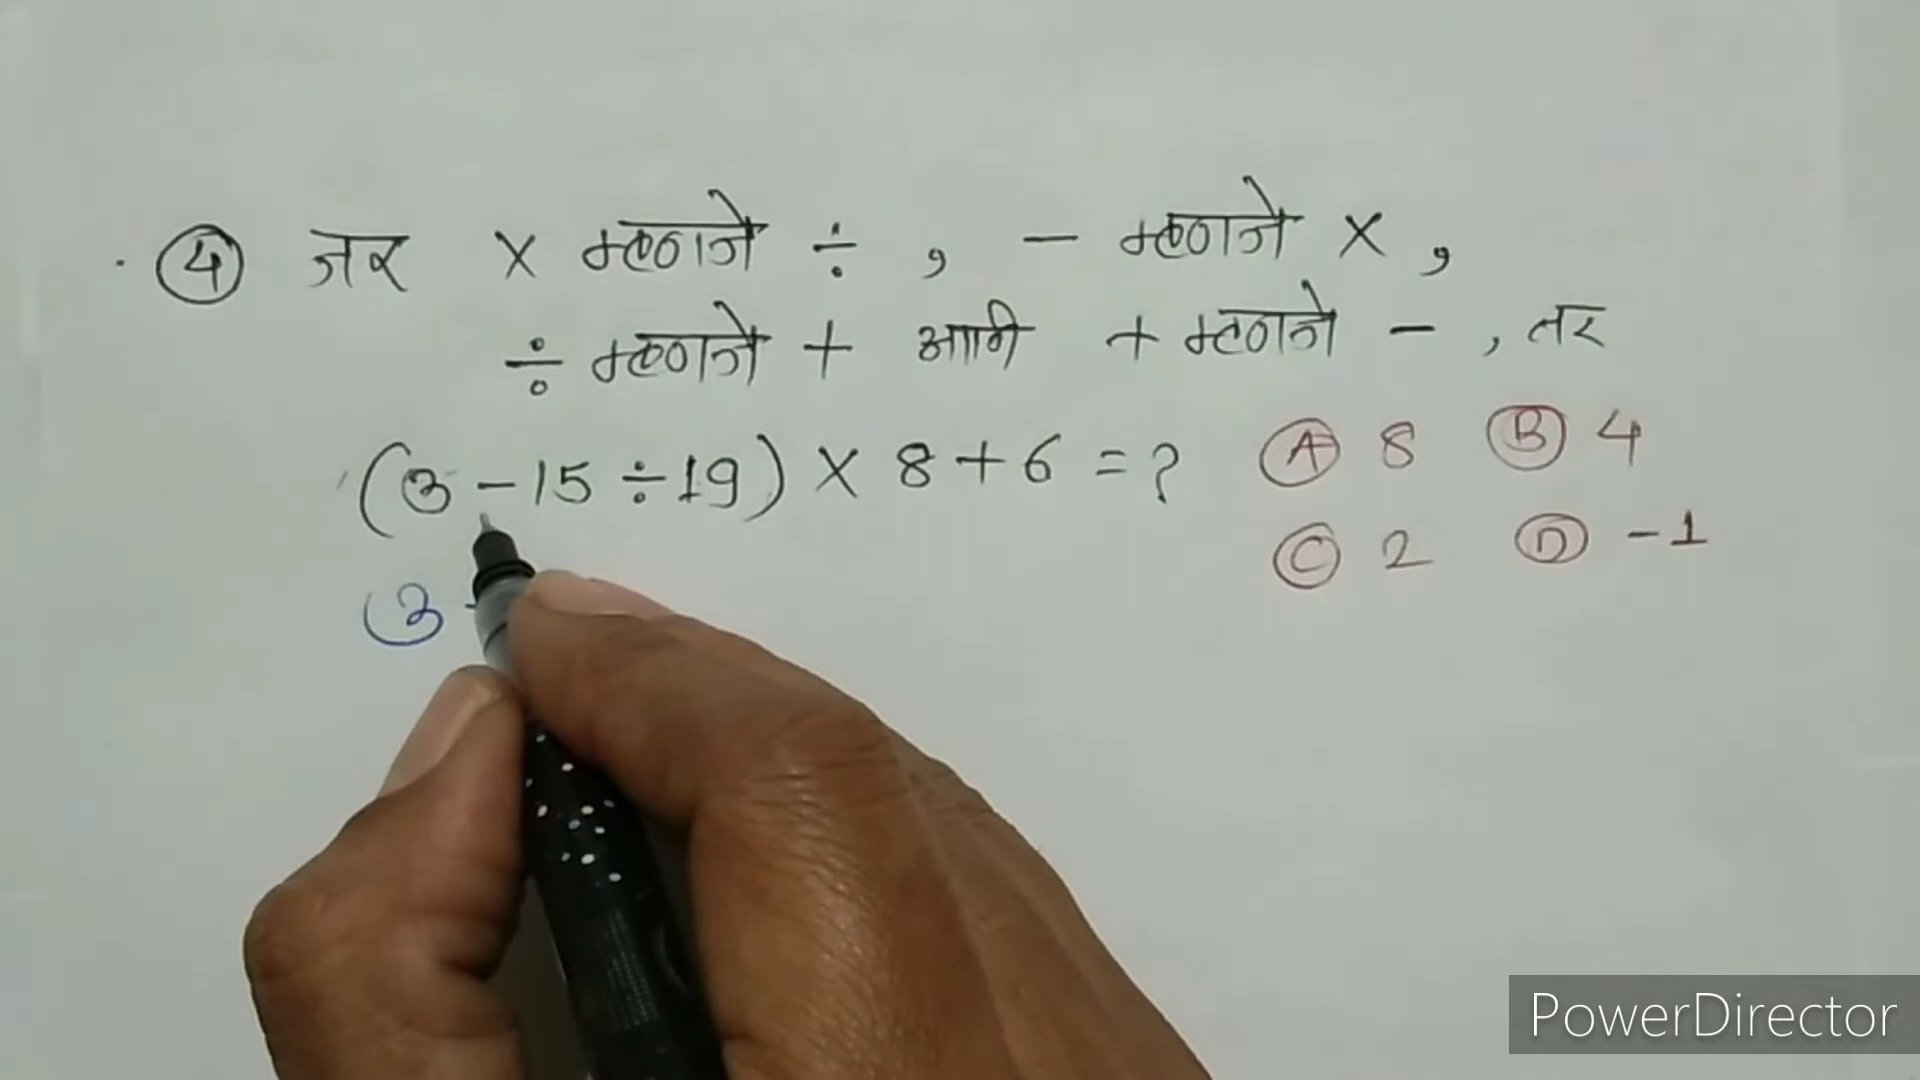 ④ जर × म्हणजे ÷ , − म्हणजे × ,
÷ म्हणजे + आणि + म्हणजे − , तर
(3 − 15 ÷ 19) × 8 + 6 = ?
Ⓐ 8 Ⓑ 4
Ⓒ 2 Ⓓ −1
(3
PowerDirector